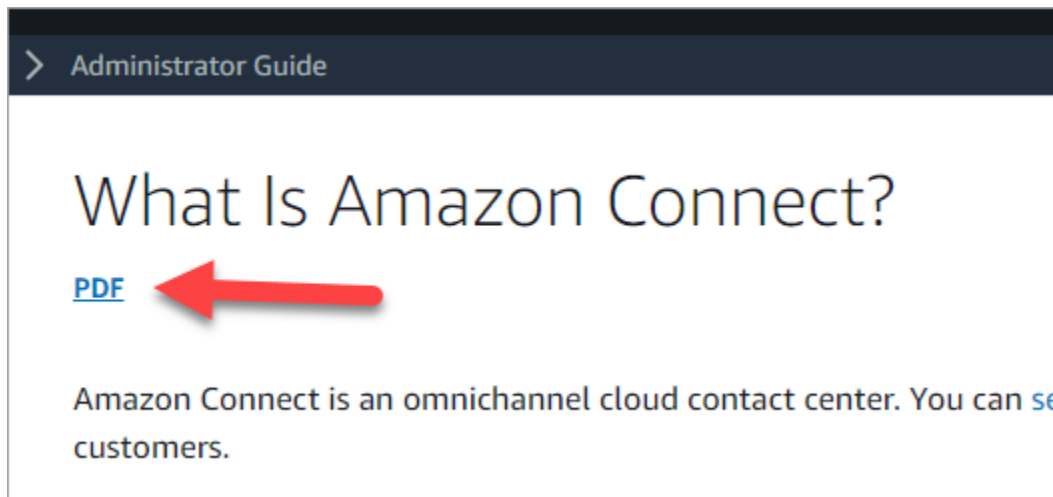 Administrator Guide
What Is Amazon Connect?
PDF
Amazon Connect is an omnichannel cloud contact center. You can
customers.